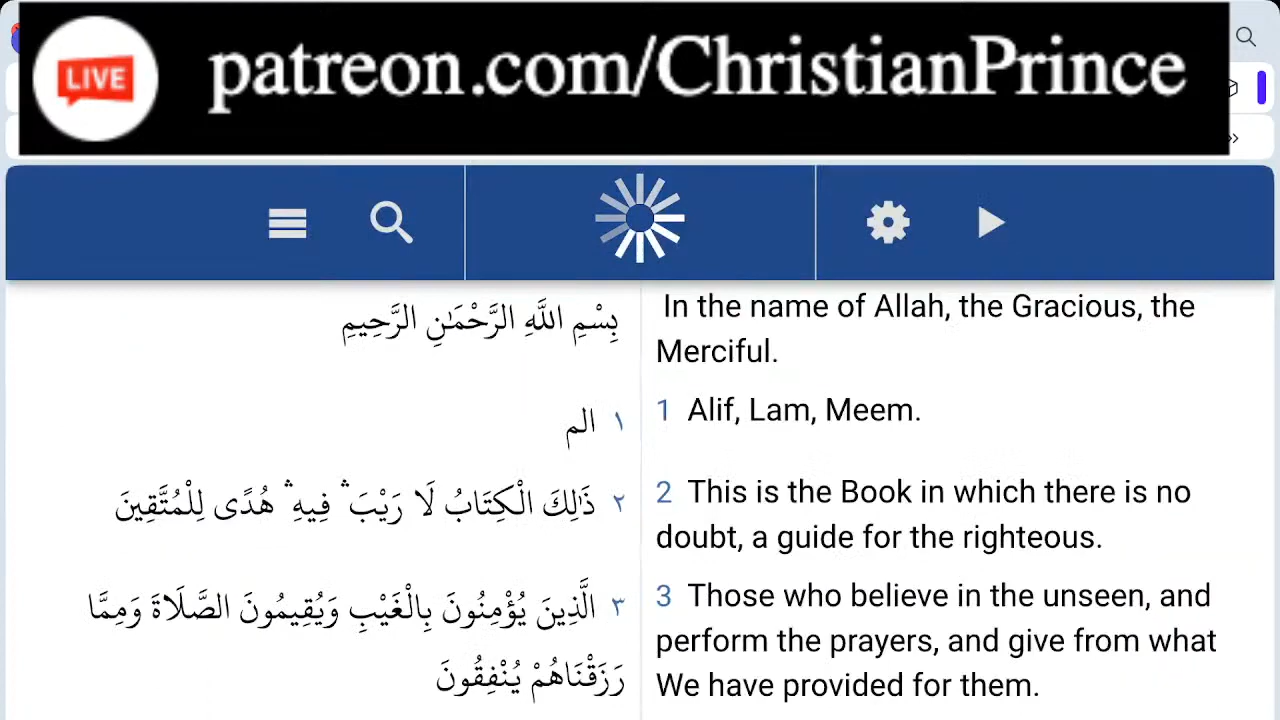 LIVE
patreon.com/ChristianPrince
بِسْمِ اللَّهِ الرَّحْمَٰنِ الرَّحِيمِ
In the name of Allah, the Gracious, the
Merciful.
١ الم
1 Alif, Lam, Meem.
٢ ذَٰلِكَ الْكِتَابُ لَا رَيْبَ ۛ فِيهِ ۛ هُدًى لِلْمُتَّقِينَ
2 This is the Book in which there is no
doubt, a guide for the righteous.
٣ الَّذِينَ يُؤْمِنُونَ بِالْغَيْبِ وَيُقِيمُونَ الصَّلَاةَ وَمِمَّا
رَزَقْنَاهُمْ يُنْفِقُونَ
3 Those who believe in the unseen, and
perform the prayers, and give from what
We have provided for them.